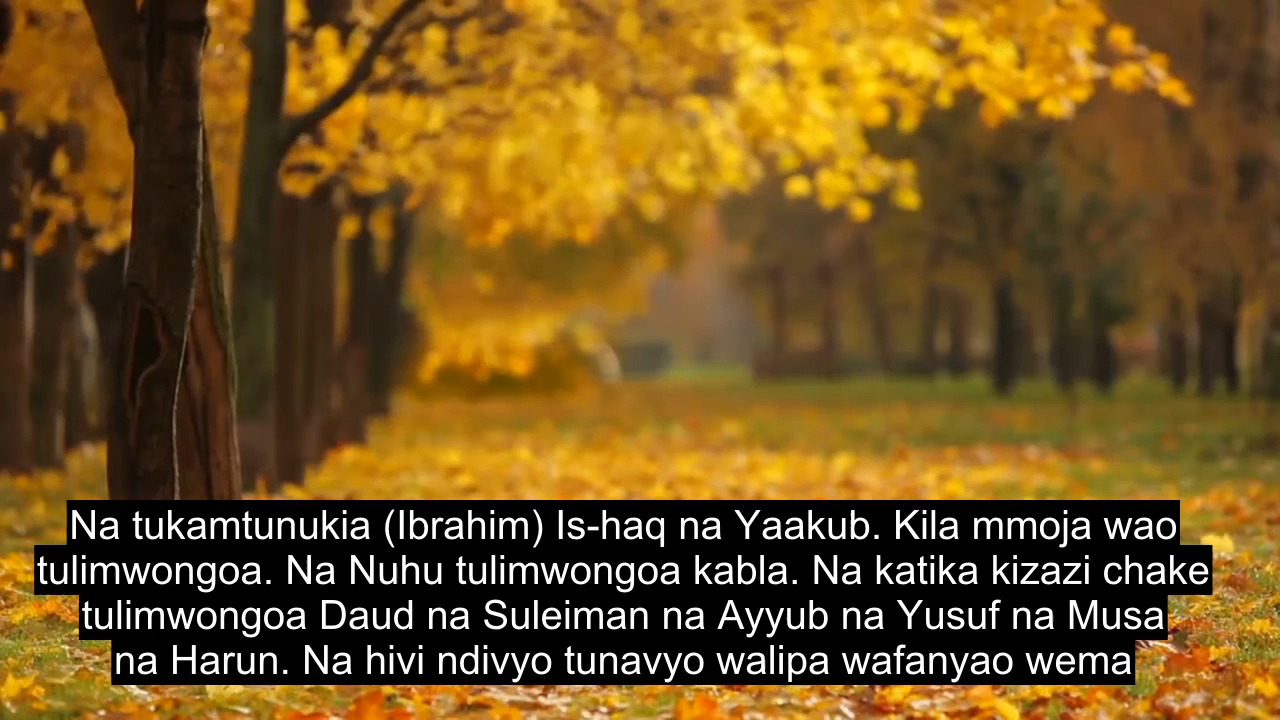 Na tukamtunukia (Ibrahim) Is-haq na Yaakub. Kila mmoja wao
tulimwongoa. Na Nuhu tulimwongoa kabla. Na katika kizazi chake
tulimwongoa Daud na Suleiman na Ayyub na Yusuf na Musa
na Harun. Na hivi ndivyo tunavyo walipa wafanyao wema